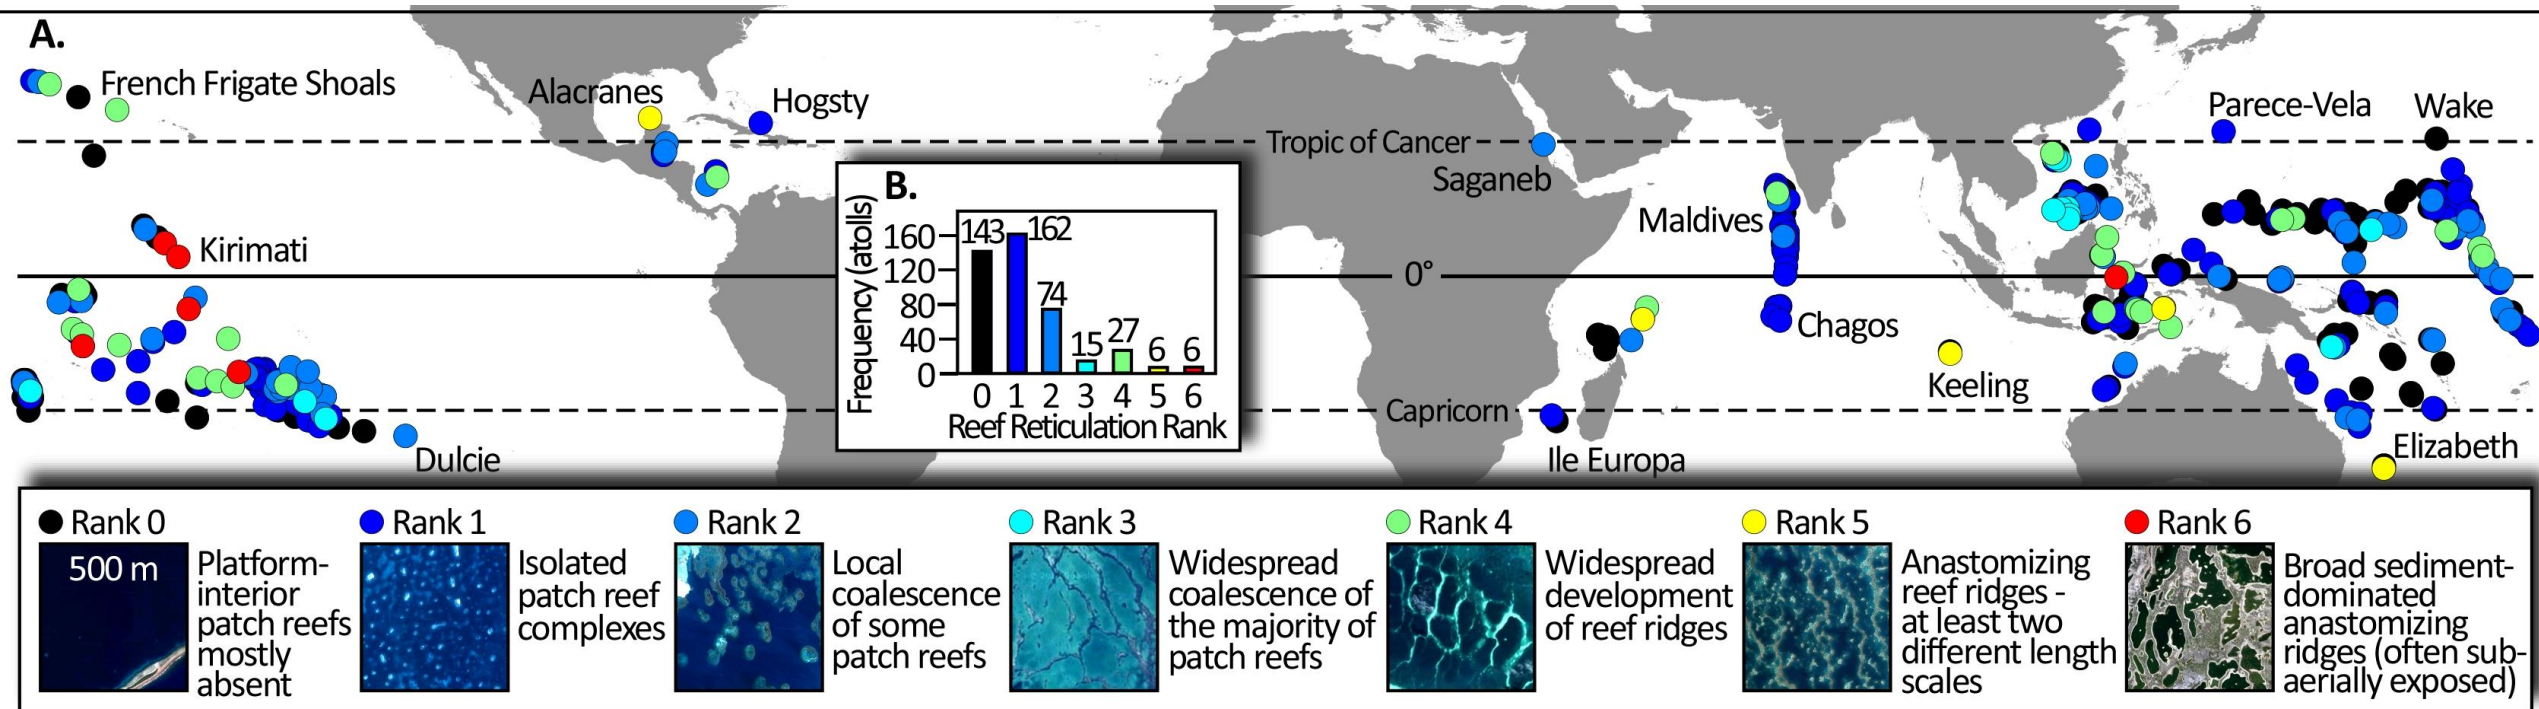 A.
French Frigate Shoals
Alacranes
Hogsty
Parece-Vela
Wake
Tropic of Cancer
Saganeb
Kirimati
Maldives
0°
Chagos
Keeling
Capricorn
Ile Europa
Elizabeth
Dulcie
B.
Frequency (atolls)
160
120
80
40
0
143
162
74
15
27
6
6
0 1 2 3 4 5 6
Reef Reticulation Rank
Rank 0
500 m
Platform-
interior
patch reefs
mostly
absent
Rank 1
Isolated
patch reef
complexes
Rank 2
Local
coalescence
of some
patch reefs
Rank 3
Widespread
coalescence of
the majority of
patch reefs
Rank 4
Widespread
development
of reef ridges
Rank 5
Anastomizing
reef ridges -
at least two
different length
scales
Rank 6
Broad sediment-
dominated
anastomizing
ridges (often sub-
aerially exposed)